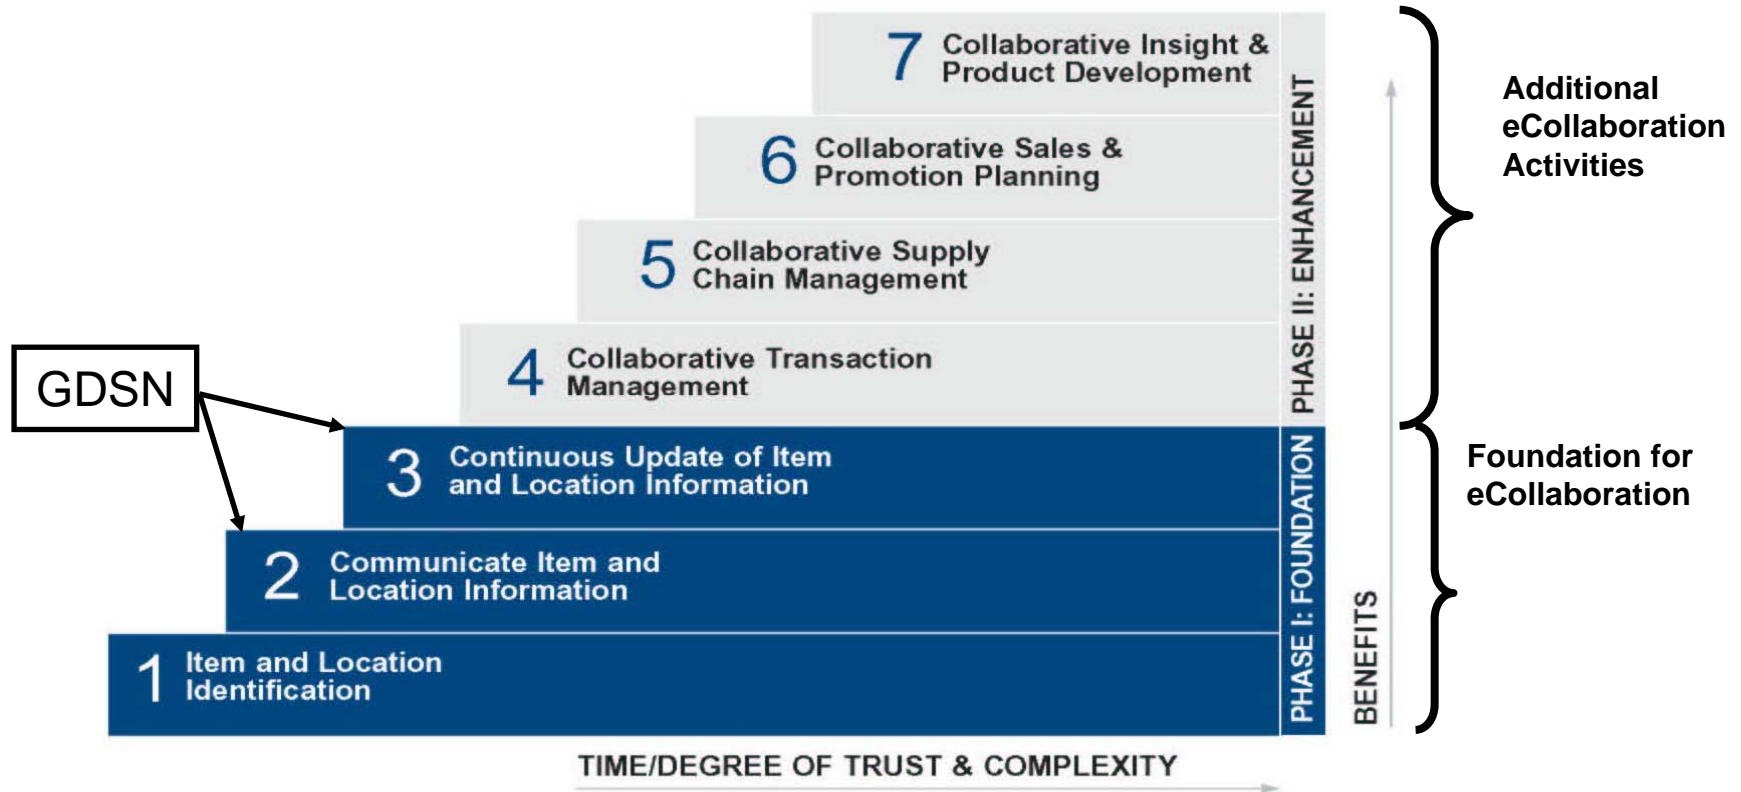 7 Collaborative Insight &
Product Development
6 Collaborative Sales &
Promotion Planning
5 Collaborative Supply
Chain Management
4 Collaborative Transaction
Management
3 Continuous Update of Item
and Location Information
2 Communicate Item and
Location Information
1 Item and Location
Identification
GDSN
PHASE II: ENHANCEMENT
PHASE I: FOUNDATION
BENEFITS
Additional
eCollaboration
Activities
Foundation for
eCollaboration
TIME/DEGREE OF TRUST & COMPLEXITY